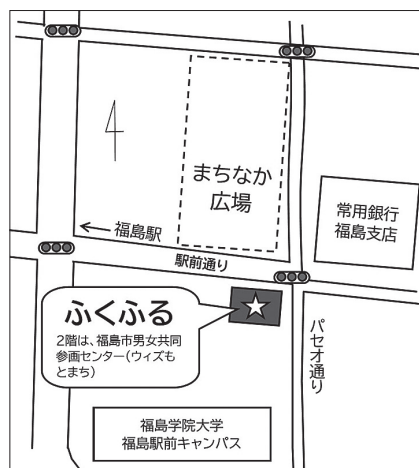 まちなか
広場
常用銀行
福島支店
福島駅
駅前通り
ふくふる
2階は、福島市男女共同
参画センター(ウィズも
とまち)
パセオ通り
福島学院大学
福島駅前キャンパス